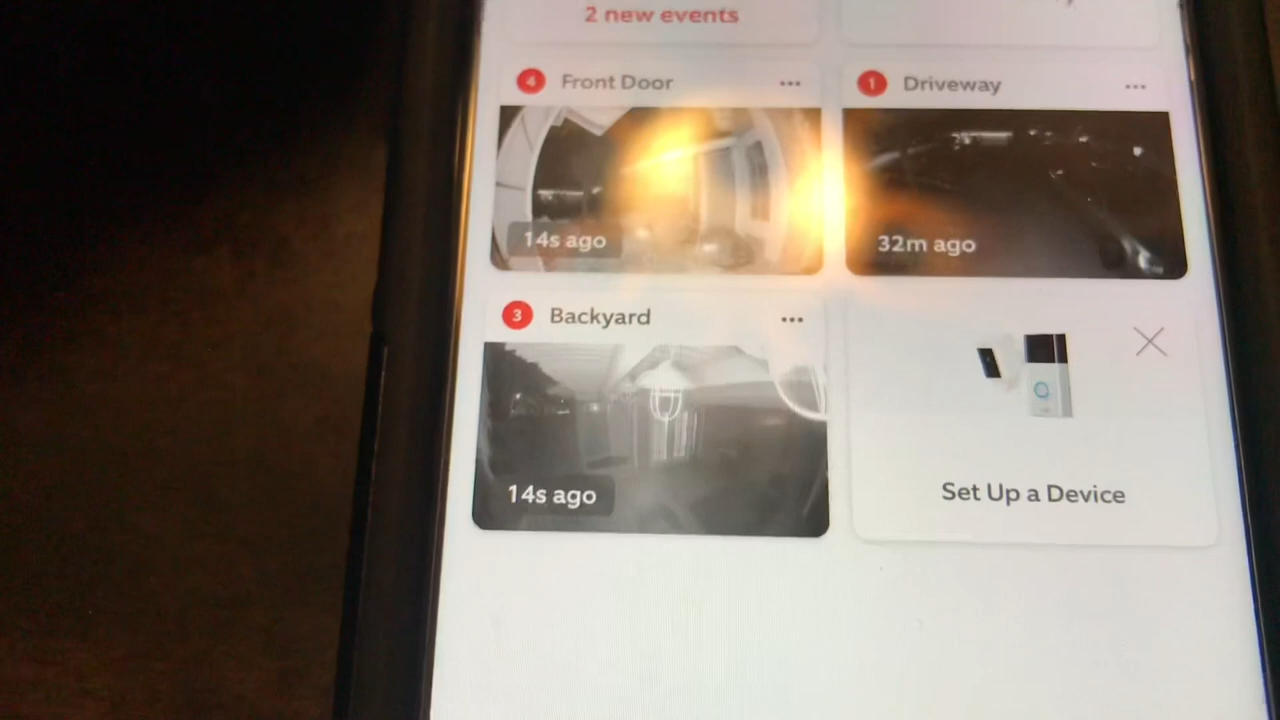 2 new events
4 Front Door
1 Driveway
14s ago
32m ago
3 Backyard
14s ago
Set Up a Device